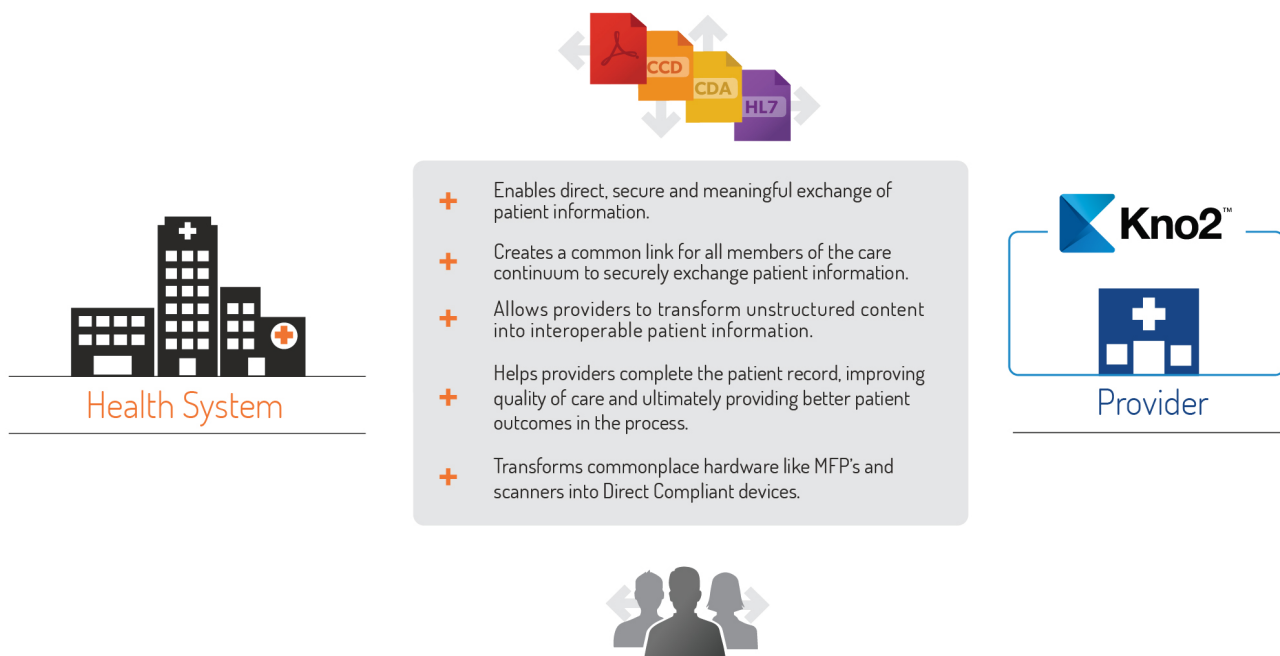 CCD
CDA
HL7
Enables direct, secure and meaningful exchange of
patient information.
Creates a common link for all members of the care
continuum to securely exchange patient information.
Allows providers to transform unstructured content
into interoperable patient information.
Helps providers complete the patient record, improving
quality of care and ultimately providing better patient
outcomes in the process.
Transforms commonplace hardware like MFP's and
scanners into Direct Compliant devices.
Health System
Kno2™
Provider